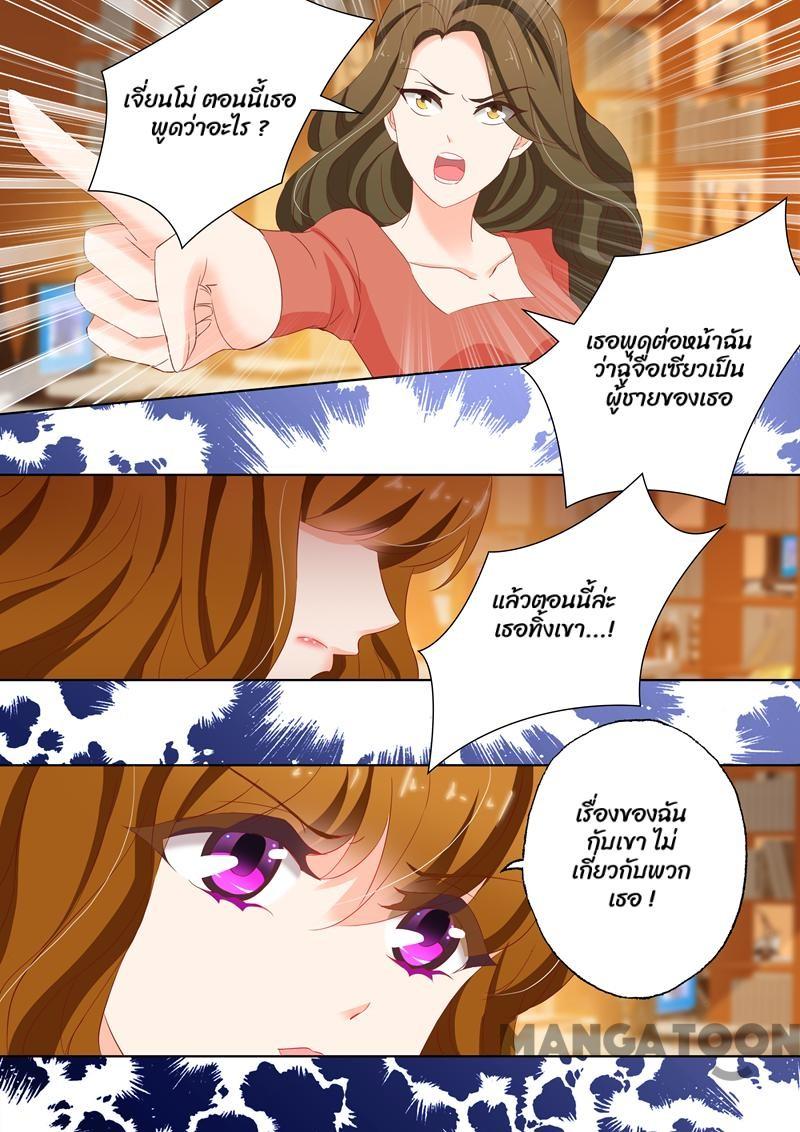 เจี่ยนโม่ ตอนนี้เธอ
พูดว่าอะไร ?
เธอพูดต่อหน้าฉัน
ว่าฉูจื่อเซียวเป็น
ผู้ชายของเธอ
แล้วตอนนี้ล่ะ
เธอทิ้งเขา...!
เรื่องของฉัน
กับเขา ไม่
เกี่ยวกับพวก
เธอ !
MANGATOON